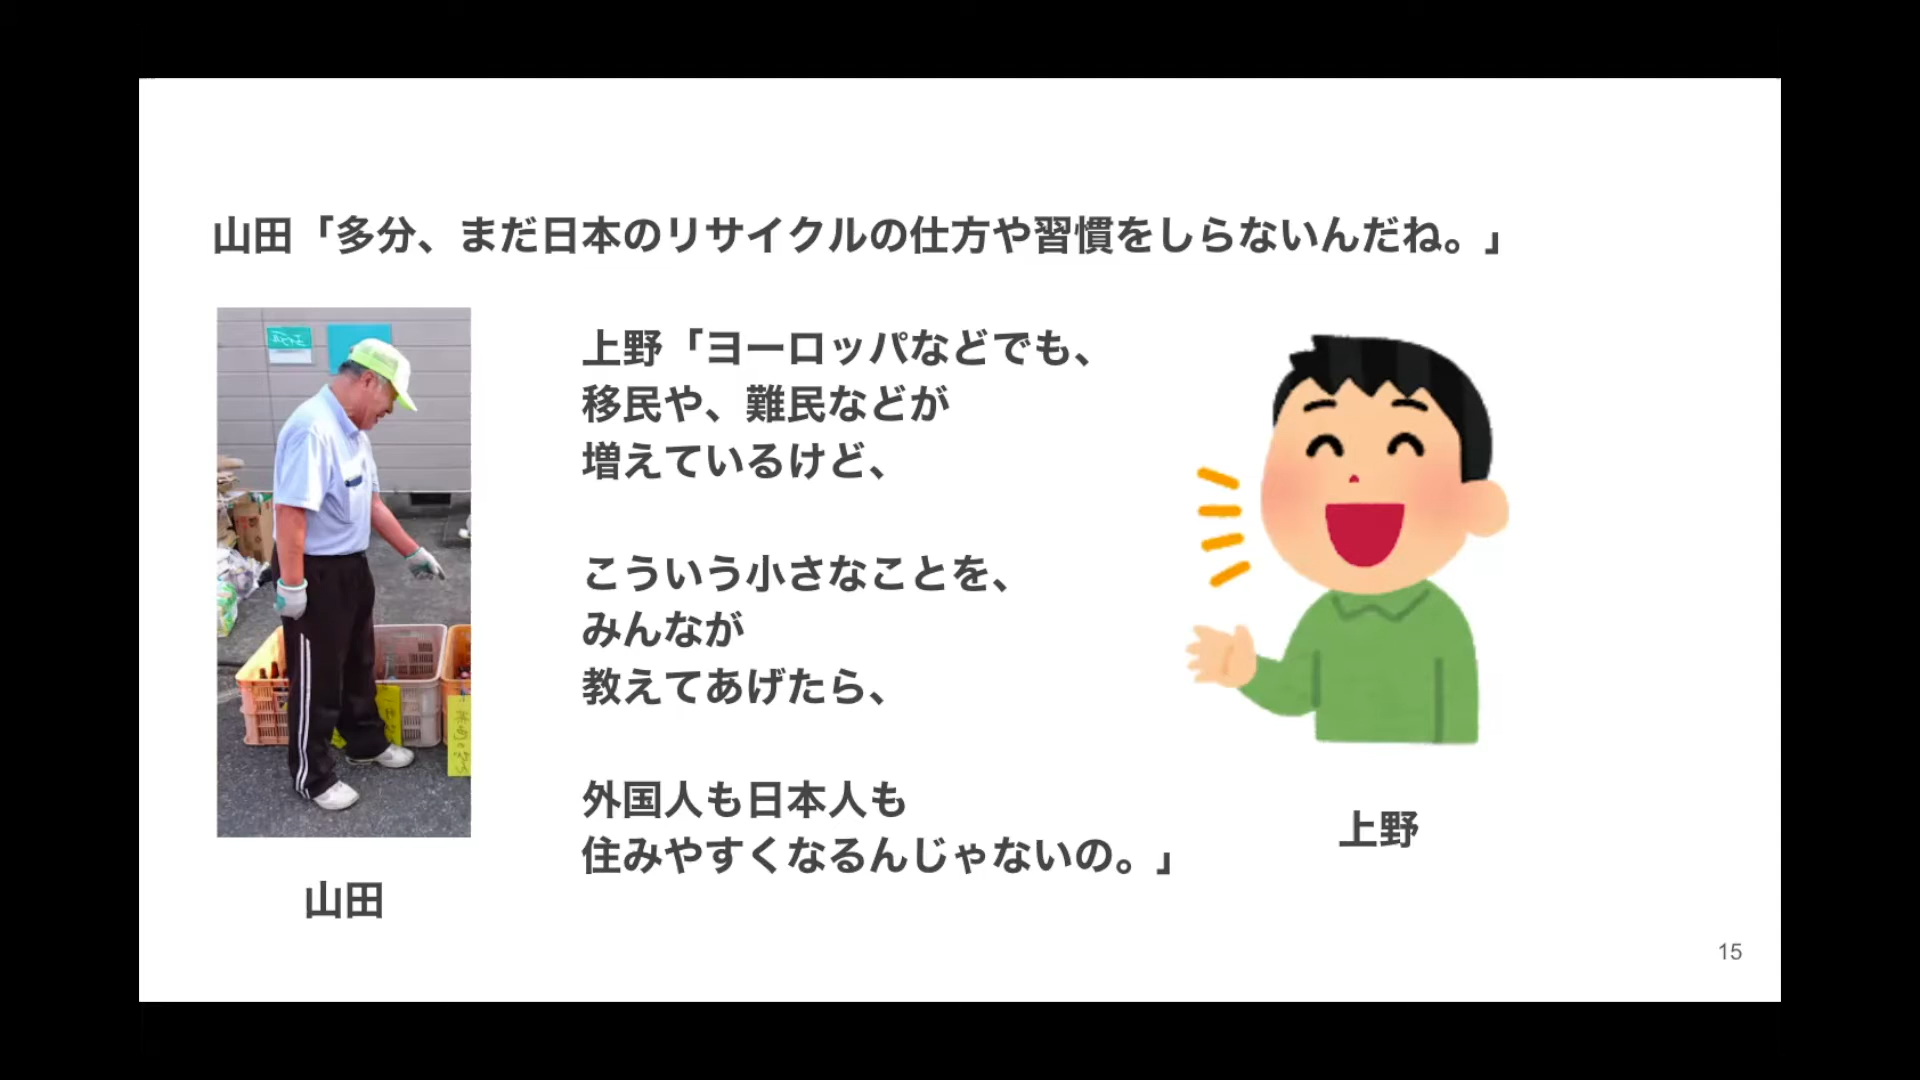 山田「多分、まだ日本のリサイクルの仕方や習慣をしらないんだね。」
上野「ヨーロッパなどでも、
移民や、難民などが
増えているけど、
こういう小さなことを、
みんなが
教えてあげたら、
外国人も日本人も
住みやすくなるんじゃないの。」
山田
上野
15